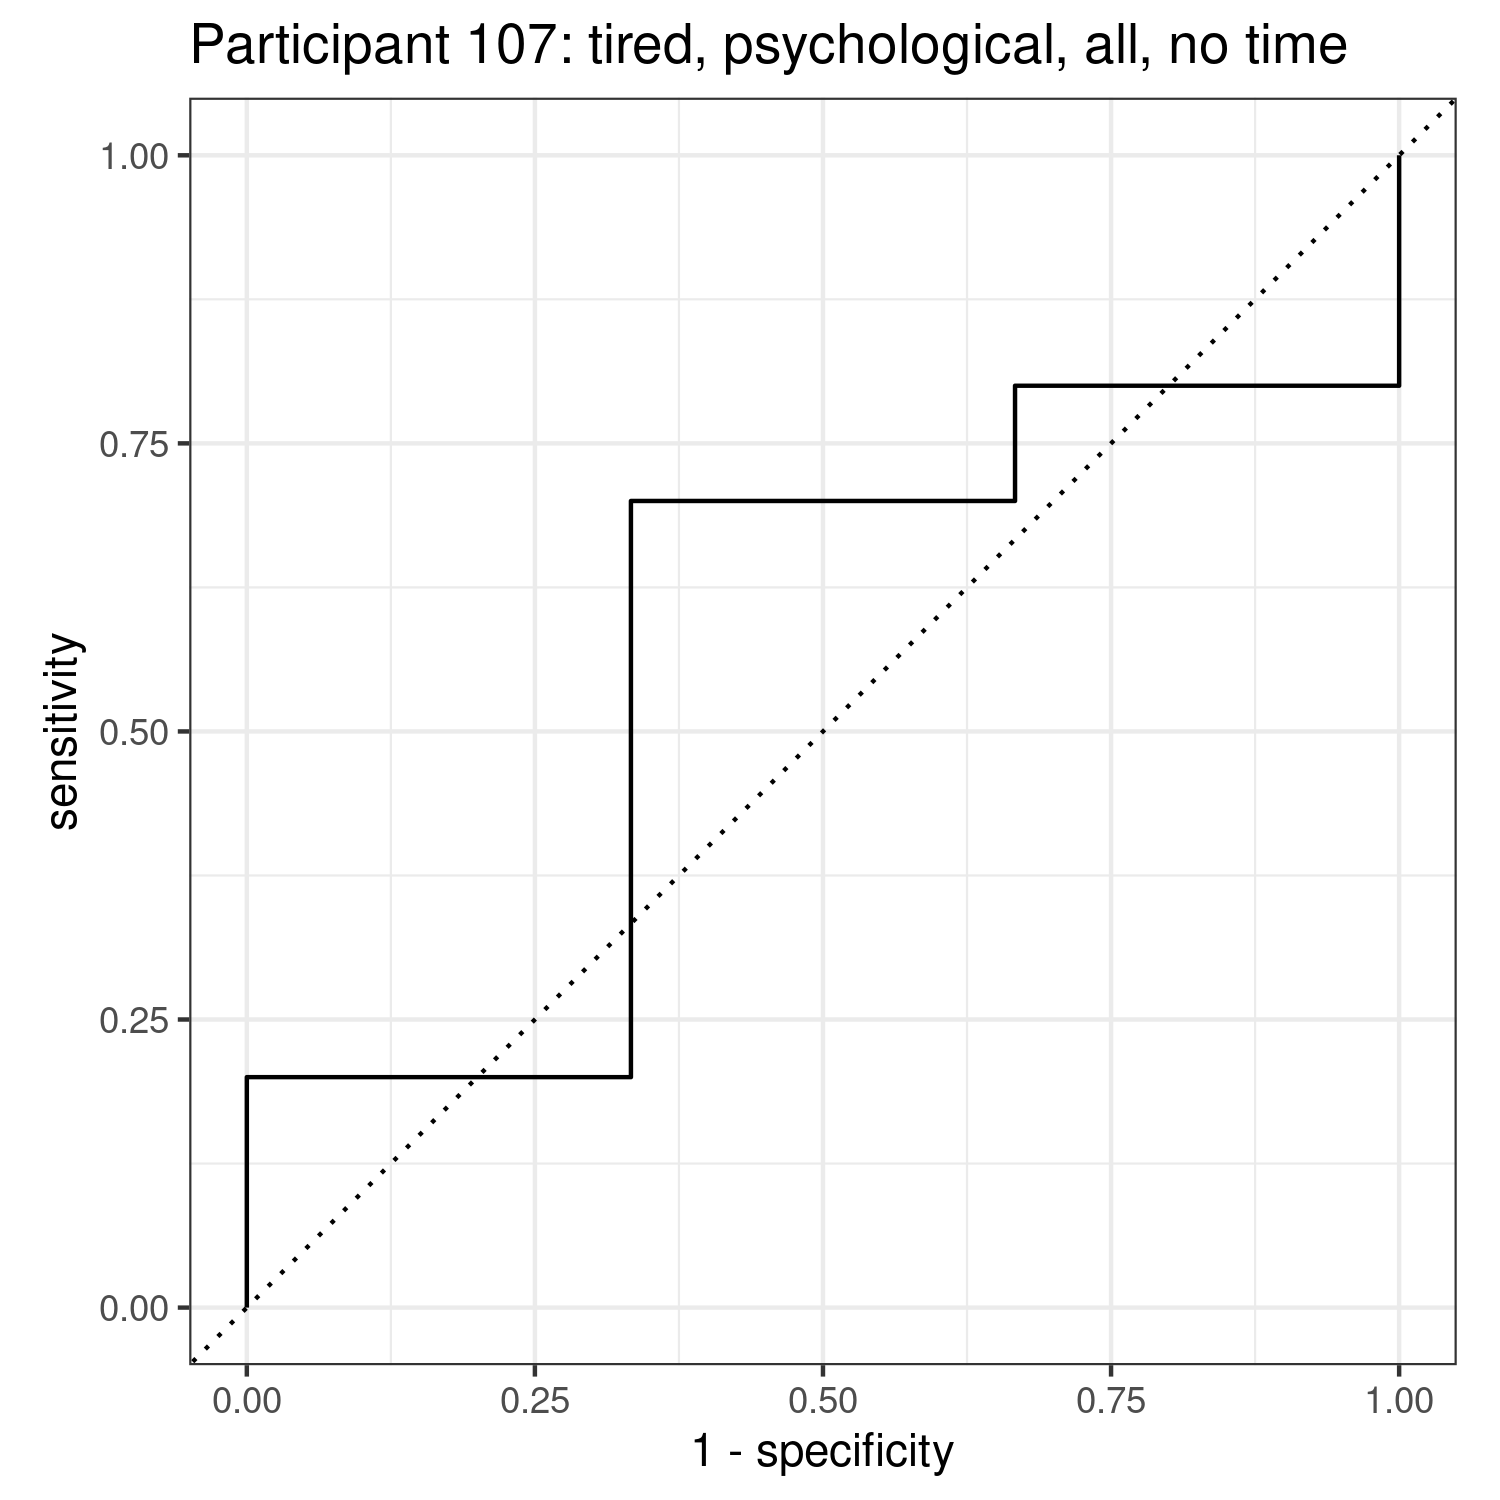 Participant 107: tired, psychological, all, no time
1.00
0.75
0.50
0.25
0.00
sensitivity
0.00 0.25 0.50 0.75 1.00
1 - specificity